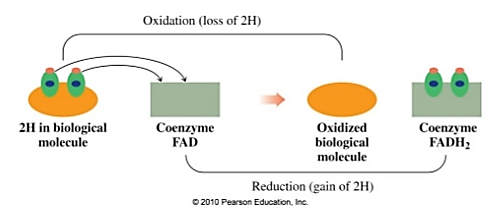 Oxidation (loss of 2H)
2H in biological
molecule
Coenzyme
FAD
Oxidized
biological
molecule
Coenzyme
FADH₂
Reduction (gain of 2H)
© 2010 Pearson Education, Inc.